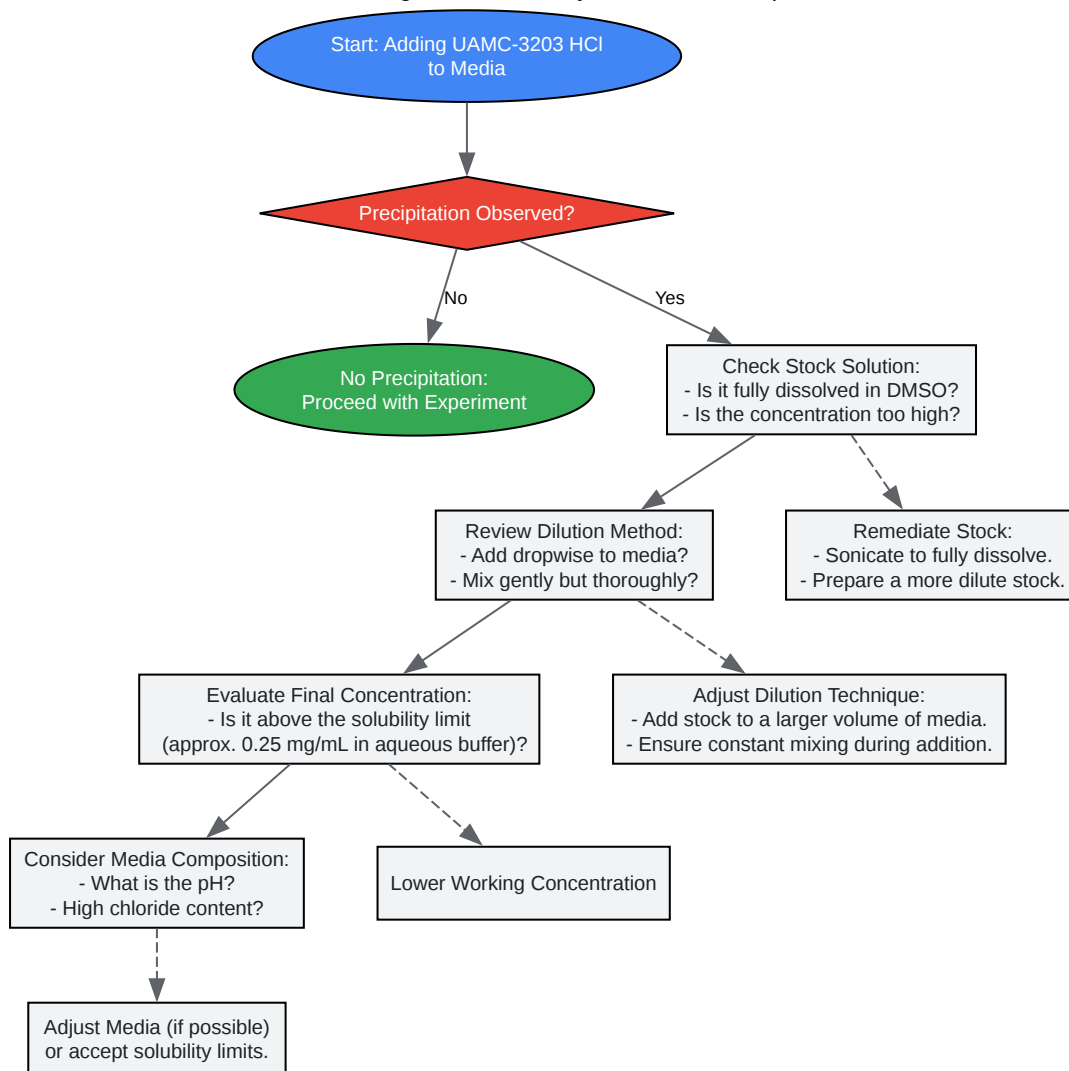 Start: Adding UAMC-3203 HCl
to Media
Precipitation Observed?
No
Yes
No Precipitation:
Proceed with Experiment
Check Stock Solution:
- Is it fully dissolved in DMSO?
- Is the concentration too high?
Review Dilution Method:
- Add dropwise to media?
- Mix gently but thoroughly?
Remediate Stock:
- Sonicate to fully dissolve.
- Prepare a more dilute stock.
Evaluate Final Concentration:
- Is it above the solubility limit
(approx. 0.25 mg/mL in aqueous buffer)?
Adjust Dilution Technique:
- Add stock to a larger volume of media.
- Ensure constant mixing during addition.
Consider Media Composition:
- What is the pH?
- High chloride content?
Lower Working Concentration
Adjust Media (if possible)
or accept solubility limits.